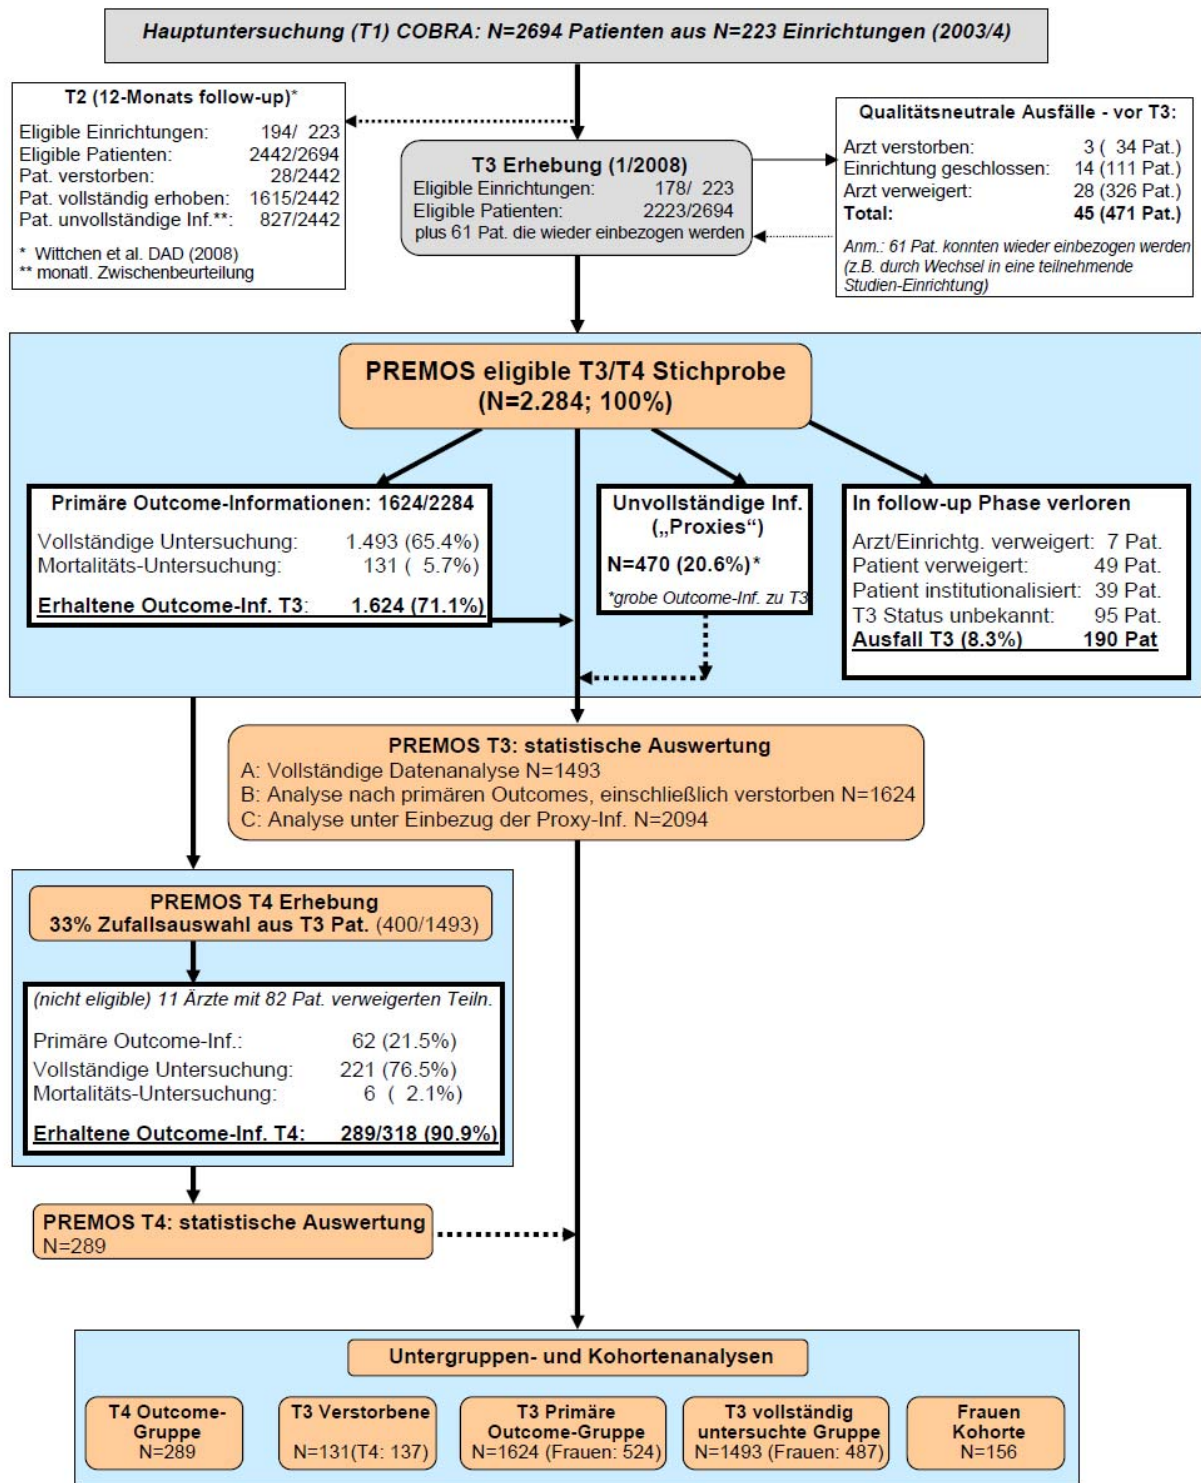 Hauptuntersuchung (T1) COBRA: N=2694 Patienten aus N=223 Einrichtungen (2003/4)
T2 (12-Monats follow-up)*
Eligible Einrichtungen: 194/ 223
Eligible Patienten: 2442/2694
Pat. verstorben: 28/2442
Pat. vollständig erhoben: 1615/2442
Pat. unvollständige Inf.**: 827/2442
* Wittchen et al. DAD (2008)
** monatl. Zwischenbeurteilung
T3 Erhebung (1/2008)
Eligible Einrichtungen: 178/ 223
Eligible Patienten: 2223/2694
plus 61 Pat. die wieder einbezogen werden
Qualitätsneutrale Ausfälle - vor T3:
Arzt verstorben: 3 ( 34 Pat.)
Einrichtung geschlossen: 14 (111 Pat.)
Arzt verweigert: 28 (326 Pat.)
Total: 45 (471 Pat.)
Anm.: 61 Pat. konnten wieder einbezogen werden
(z.B. durch Wechsel in eine teilnehmende
Studien-Einrichtung)
PREMOS eligible T3/T4 Stichprobe
(N=2.284; 100%)
Primäre Outcome-Informationen: 1624/2284
Vollständige Untersuchung: 1.493 (65.4%)
Mortalitäts-Untersuchung: 131 ( 5.7%)
Erhaltene Outcome-Inf. T3: 1.624 (71.1%)
Unvollständige Inf.
(„Proxies“)
N=470 (20.6%)*
*grobe Outcome-Inf. zu T3
In follow-up Phase verloren
Arzt/Einrichtg. verweigert: 7 Pat.
Patient verweigert: 49 Pat.
Patient institutionalisiert: 39 Pat.
T3 Status unbekannt: 95 Pat.
Ausfall T3 (8.3%) 190 Pat
PREMOS T3: statistische Auswertung
A: Vollständige Datenanalyse N=1493
B: Analyse nach primären Outcomes, einschließlich verstorben N=1624
C: Analyse unter Einbezug der Proxy-Inf. N=2094
PREMOS T4 Erhebung
33% Zufallsauswahl aus T3 Pat. (400/1493)
(nicht eligible) 11 Ärzte mit 82 Pat. verweigerten Teiln.
Primäre Outcome-Inf.: 62 (21.5%)
Vollständige Untersuchung: 221 (76.5%)
Mortalitäts-Untersuchung: 6 ( 2.1%)
Erhaltene Outcome-Inf. T4: 289/318 (90.9%)
PREMOS T4: statistische Auswertung
N=289
Untergruppen- und Kohortenanalysen
T4 Outcome-
Gruppe
N=289
T3 Verstorbene
N=131(T4: 137)
T3 Primäre
Outcome-Gruppe
N=1624 (Frauen: 524)
T3 vollständig
untersuchte Gruppe
N=1493 (Frauen: 487)
Frauen
Kohorte
N=156